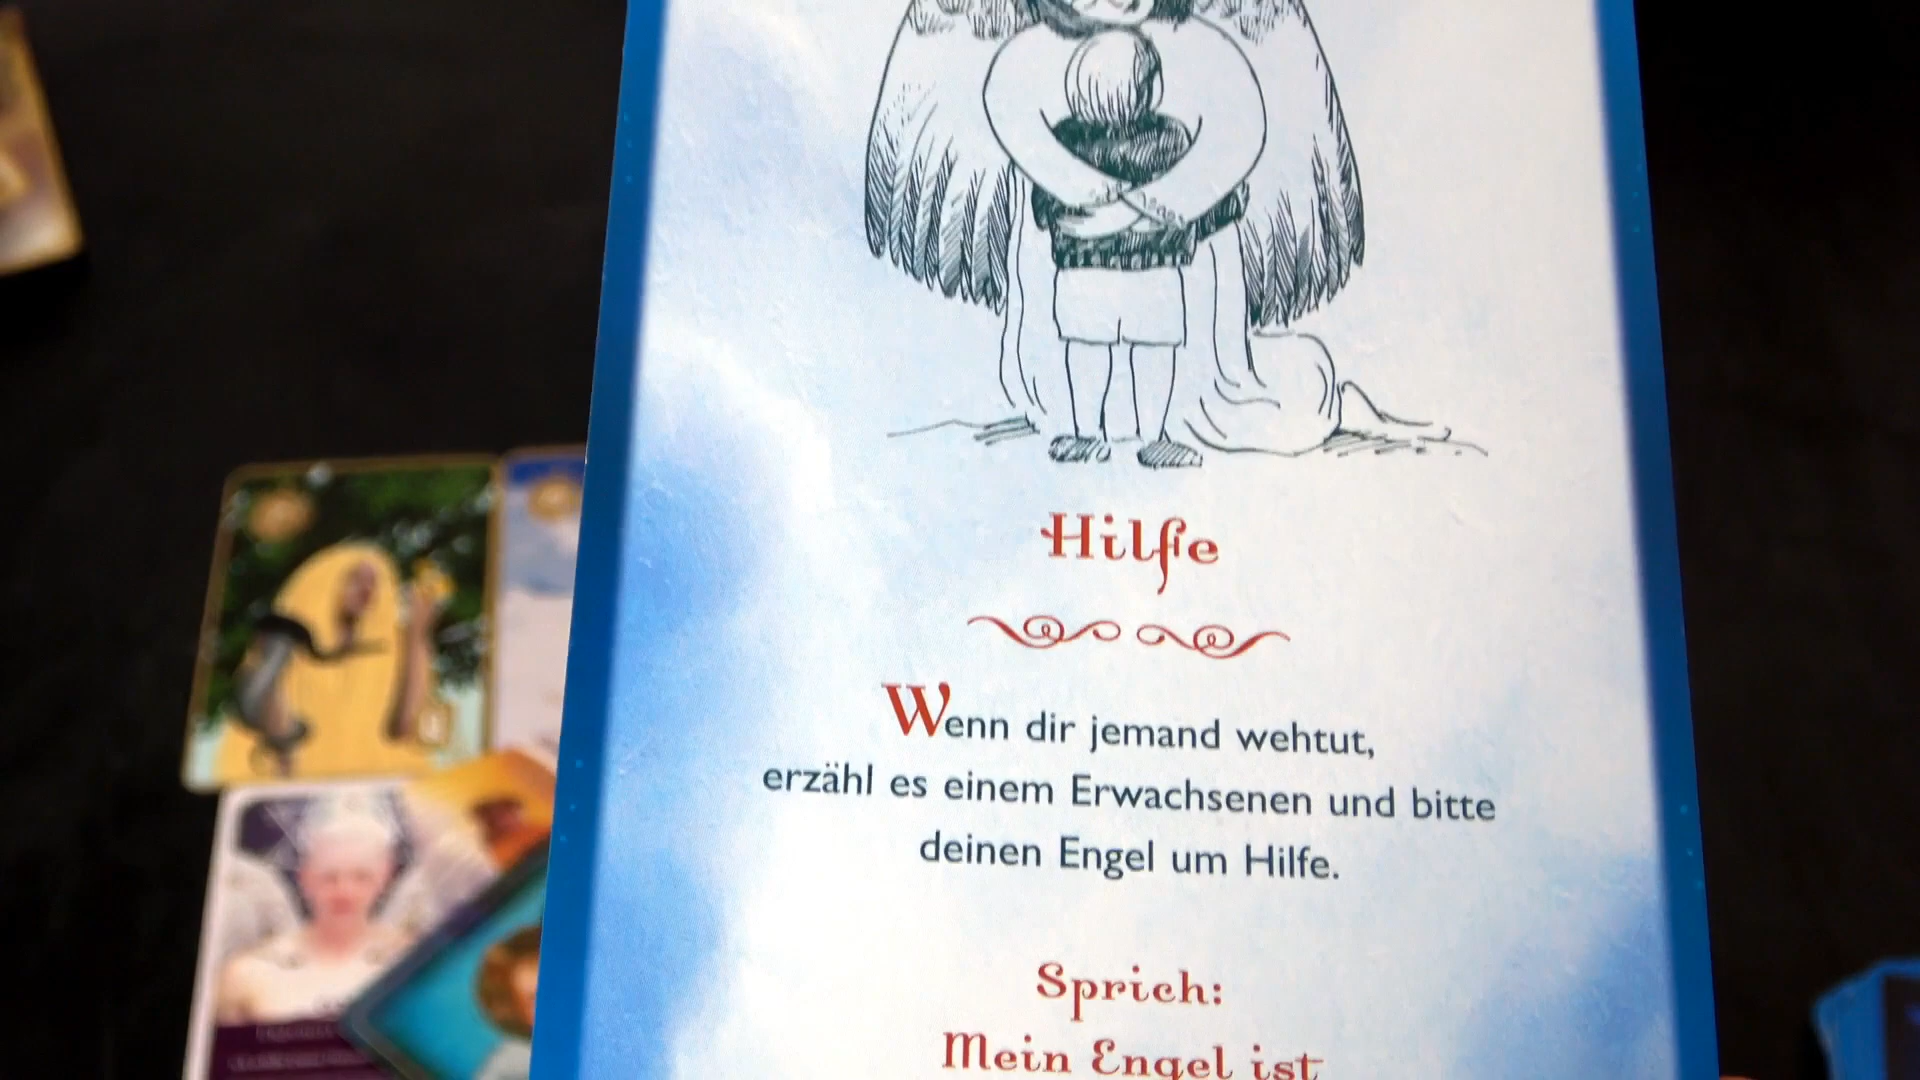 Hilfe
Wenn dir jemand wehtut,
erzähl es einem Erwachsenen und bitte
deinen Engel um Hilfe.
Sprich:
Mein Engel ist